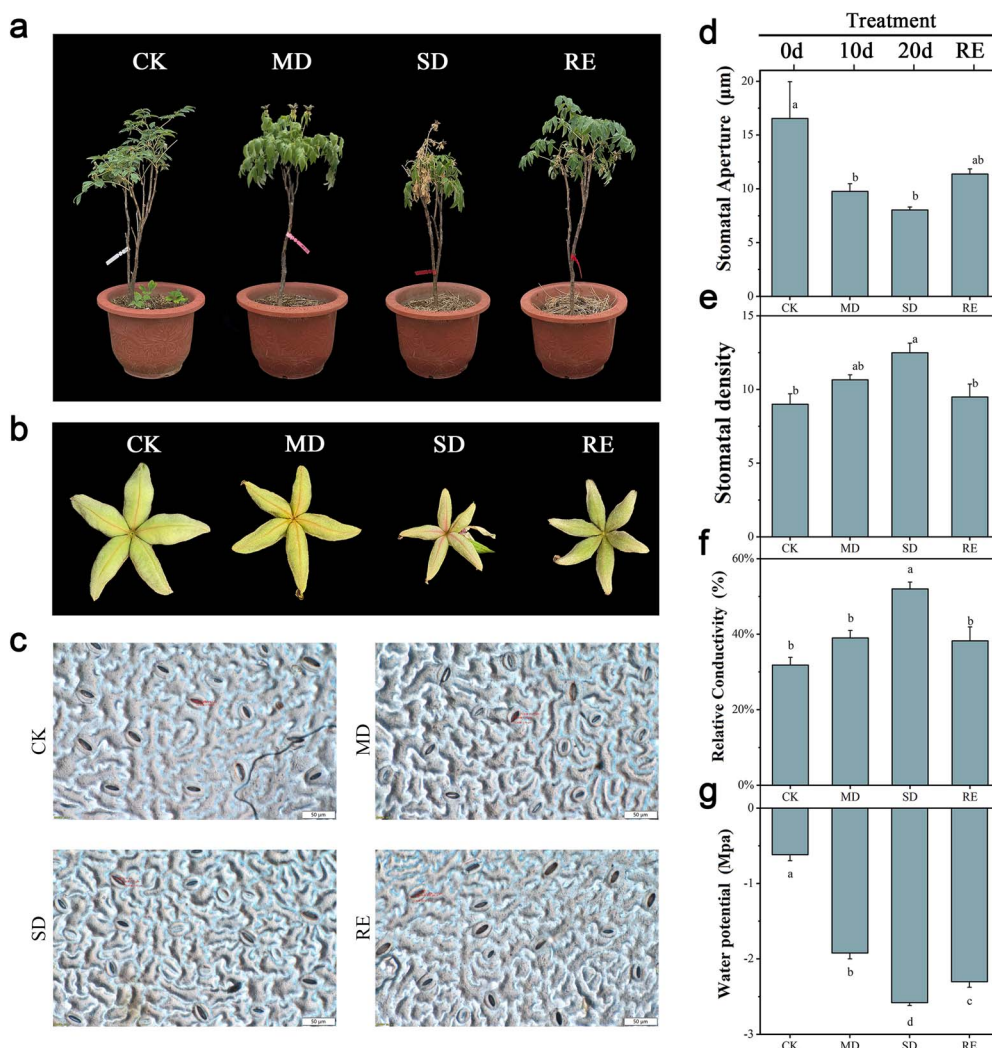 a
CK MD SD RE
b
CK MD SD RE
c
CK
50 μm
MD
50 μm
SD
50 μm
RE
50 μm
Treatment
0d 10d 20d RE
d
Stomatal Aperture (μm)
20
15
10
5
0
a
b
b
ab
CK MD SD RE
e
Stomatal density
15
10
5
0
b
ab
a
b
CK MD SD RE
f
Relative Conductivity (%)
60%
40%
20%
0%
b
b
a
b
CK MD SD RE
g
Water potential (Mpa)
0
-1
-2
-3
a
b
d
c
CK MD SD RE